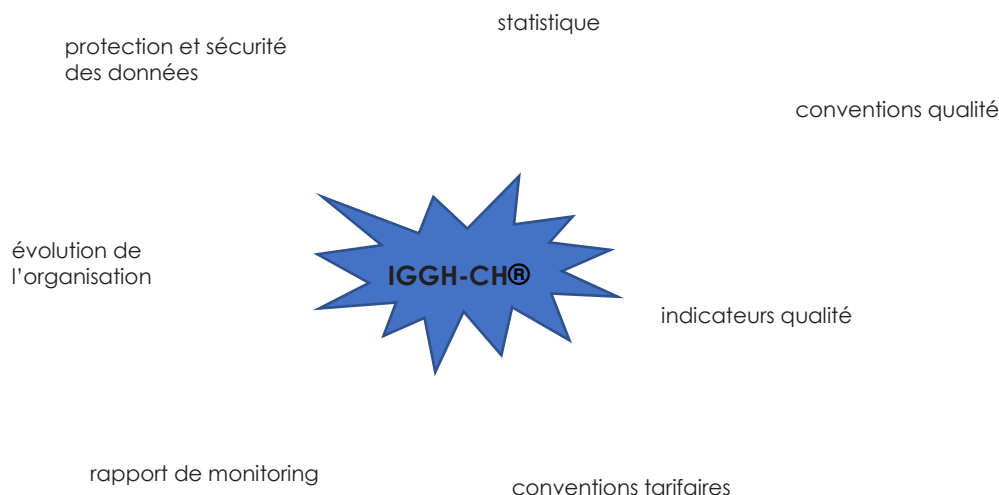 statistique
protection et sécurité
des données
conventions qualité
évolution de
l'organisation
IGGH-CH®
indicateurs qualité
rapport de monitoring
conventions tarifaires